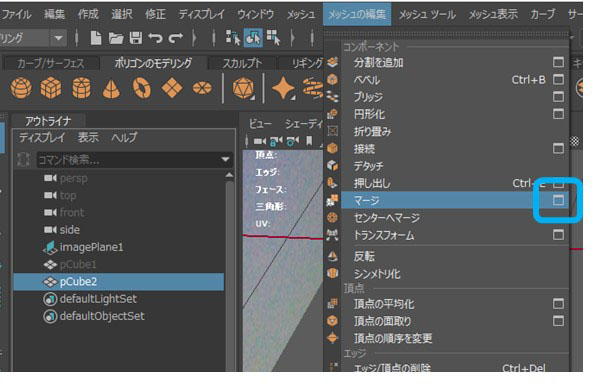 ファイル 編集 作成 選択 修正 ディスプレイ ウィンドウ メッシュ メッシュの編集 メッシュ ツール メッシュ表示 カーブ サー
リング
カーブ/サーフェス ポリゴンのモデリング スカルプト リギング
アウトライナ
ディスプレイ 表示 ヘルプ
コマンド検索...
persp
top
front
side
imagePlane1
pCube1
pCube2
defaultLightSet
defaultObjectSet
ビュー シェーディ
頂点:
エッジ:
フェース:
三角形:
UV:
コンポーネント
分割を追加
ベベル Ctrl+B
ブリッジ
円形化
折り畳み
接続
デタッチ
押し出し Ctrl+E
マージ
センターへマージ
トランスフォーム
反転
シンメトリ化
頂点
頂点の平均化
頂点の面取り
頂点の順序を変更
エッジ
エッジ/頂点の削除 Ctrl+Del